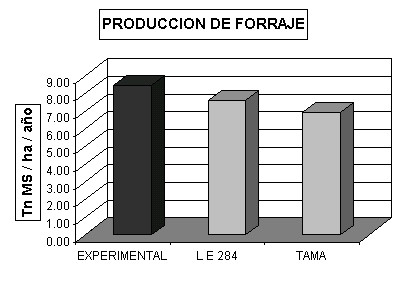 PRODUCCION DE FORRAJE
Tn MS / ha / año
9.00
8.00
7.00
6.00
5.00
4.00
3.00
2.00
1.00
0.00
EXPERIMENTAL
L E 284
TAMA